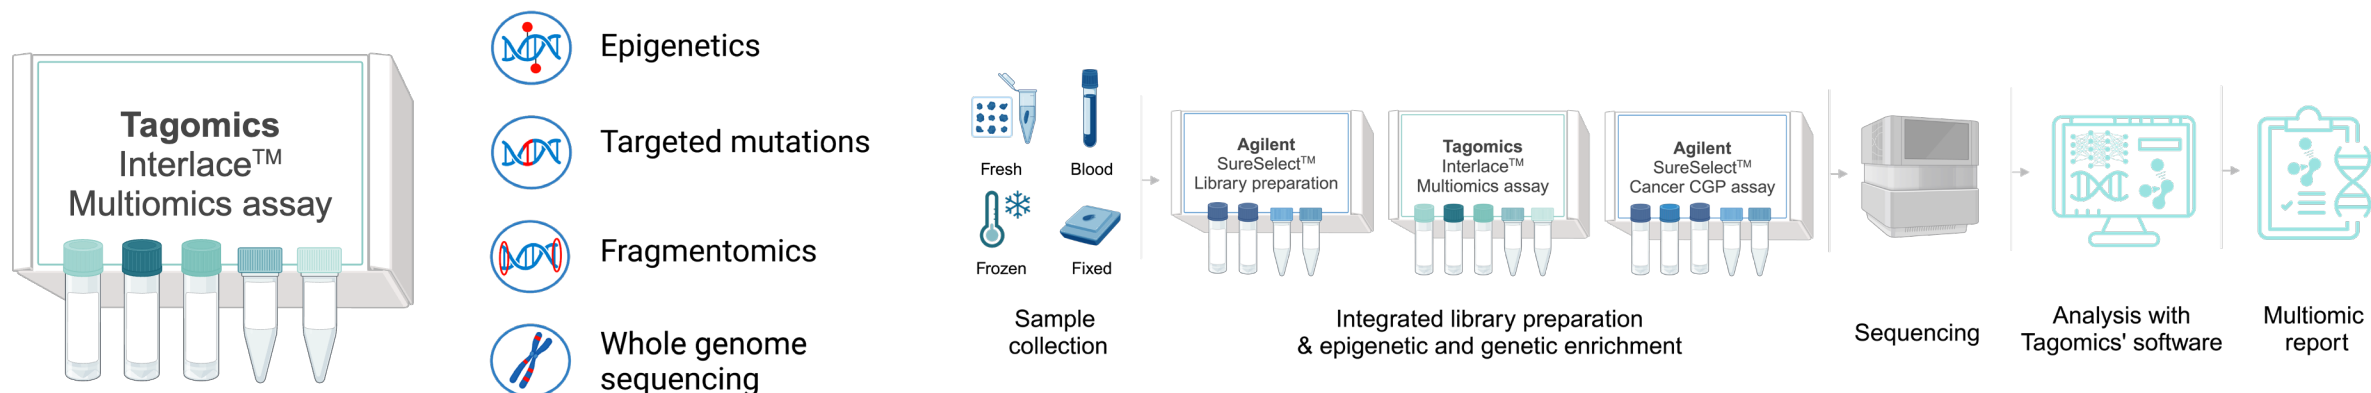 Tagomics
Interlace™
Multiomics assay
Epigenetics
Targeted mutations
Fragmentomics
Whole genome
sequencing
Fresh
Blood
Frozen
Fixed
Sample
collection
Agilent
SureSelect™
Library preparation
Tagomics
Interlace™
Multiomics assay
Agilent
SureSelect™
Cancer CGP assay
Integrated library preparation
& epigenetic and genetic enrichment
Sequencing
Analysis with
Tagomics' software
Multiomic
report